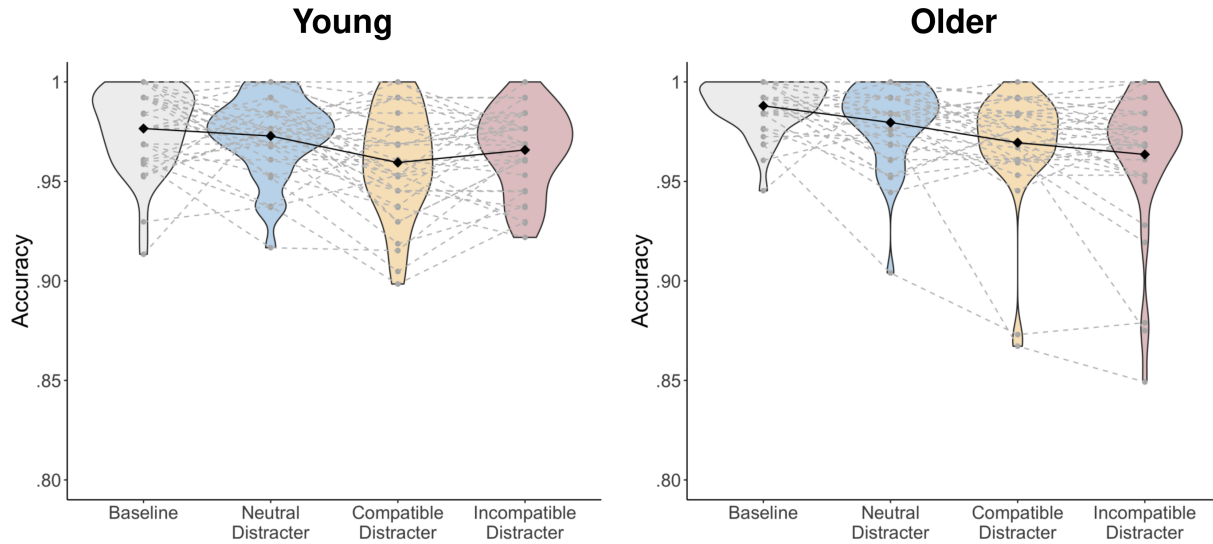 Young
Accuracy
1
.95
.90
.85
.80
Baseline
Neutral
Distracter
Compatible
Distracter
Incompatible
Distracter
Older
Accuracy
1
.95
.90
.85
.80
Baseline
Neutral
Distracter
Compatible
Distracter
Incompatible
Distracter